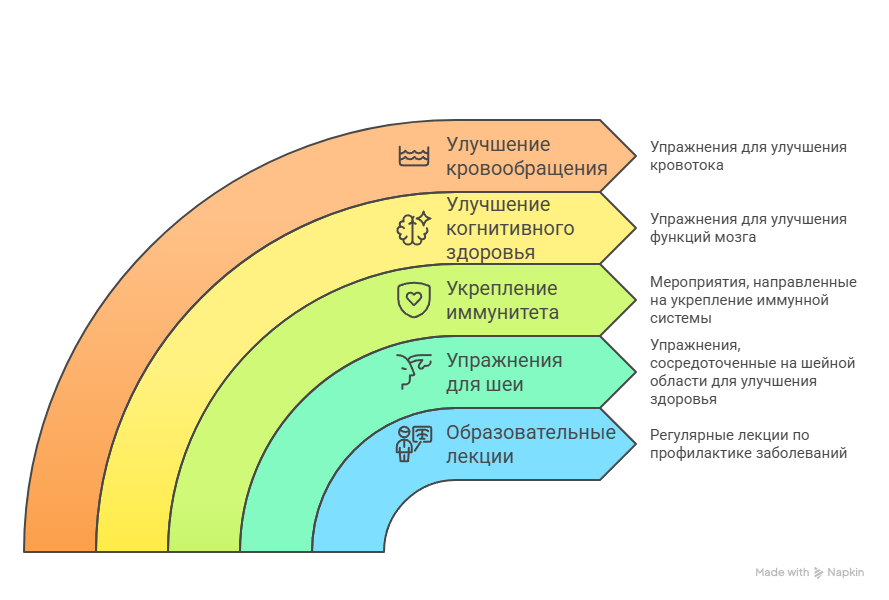 Улучшение
кровообращения
Упражнения для улучшения
кровотока
Улучшение
когнитивного
здоровья
Упражнения для улучшения
функций мозга
Укрепление
иммунитета
Мероприятия, направленные
на укрепление иммунной
системы
Упражнения
для шеи
Упражнения,
сосредоточенные на шейной
области для улучшения
здоровья
Образовательные
лекции
Регулярные лекции по
профилактике заболеваний
Made with Napkin